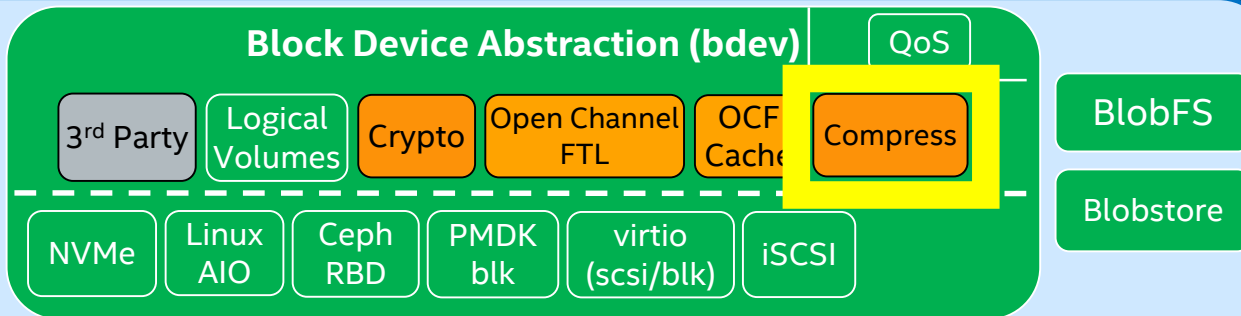 Block Device Abstraction (bdev)
QoS
3rd Party
Logical
Volumes
Crypto
Open Channel
FTL
OCF
Cache
Compress
BlobFS
Blobstore
NVMe
Linux
AIO
Ceph
RBD
PMDK
blk
virtio
(scsi/blk)
iSCSI